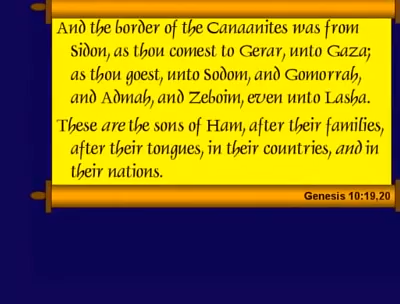 And the border of the Canaanites was from
Sidon, as thou comest to Gerar, unto Gaza;
as thou goest, unto Sodom, and Gomorrah,
and Admah, and Zeboim, even unto Lasha.
These are the sons of Ham, after their families,
after their tongues, in their countries, and in
their nations.
Genesis 10:19,20